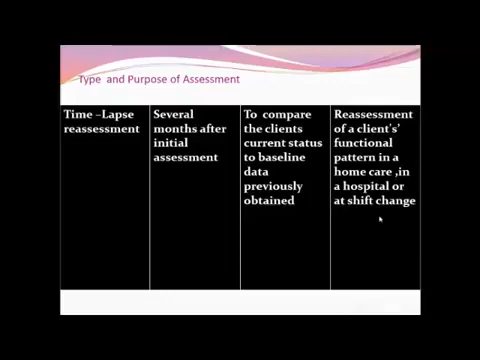 Type and Purpose of Assessment
Time –Lapse
reassessment
Several
months after
initial
assessment
To compare
the clients
current status
to baseline
data
previously
obtained
Reassessment
of a client's'
functional
pattern in a
home care ,in
a hospital or
at shift change